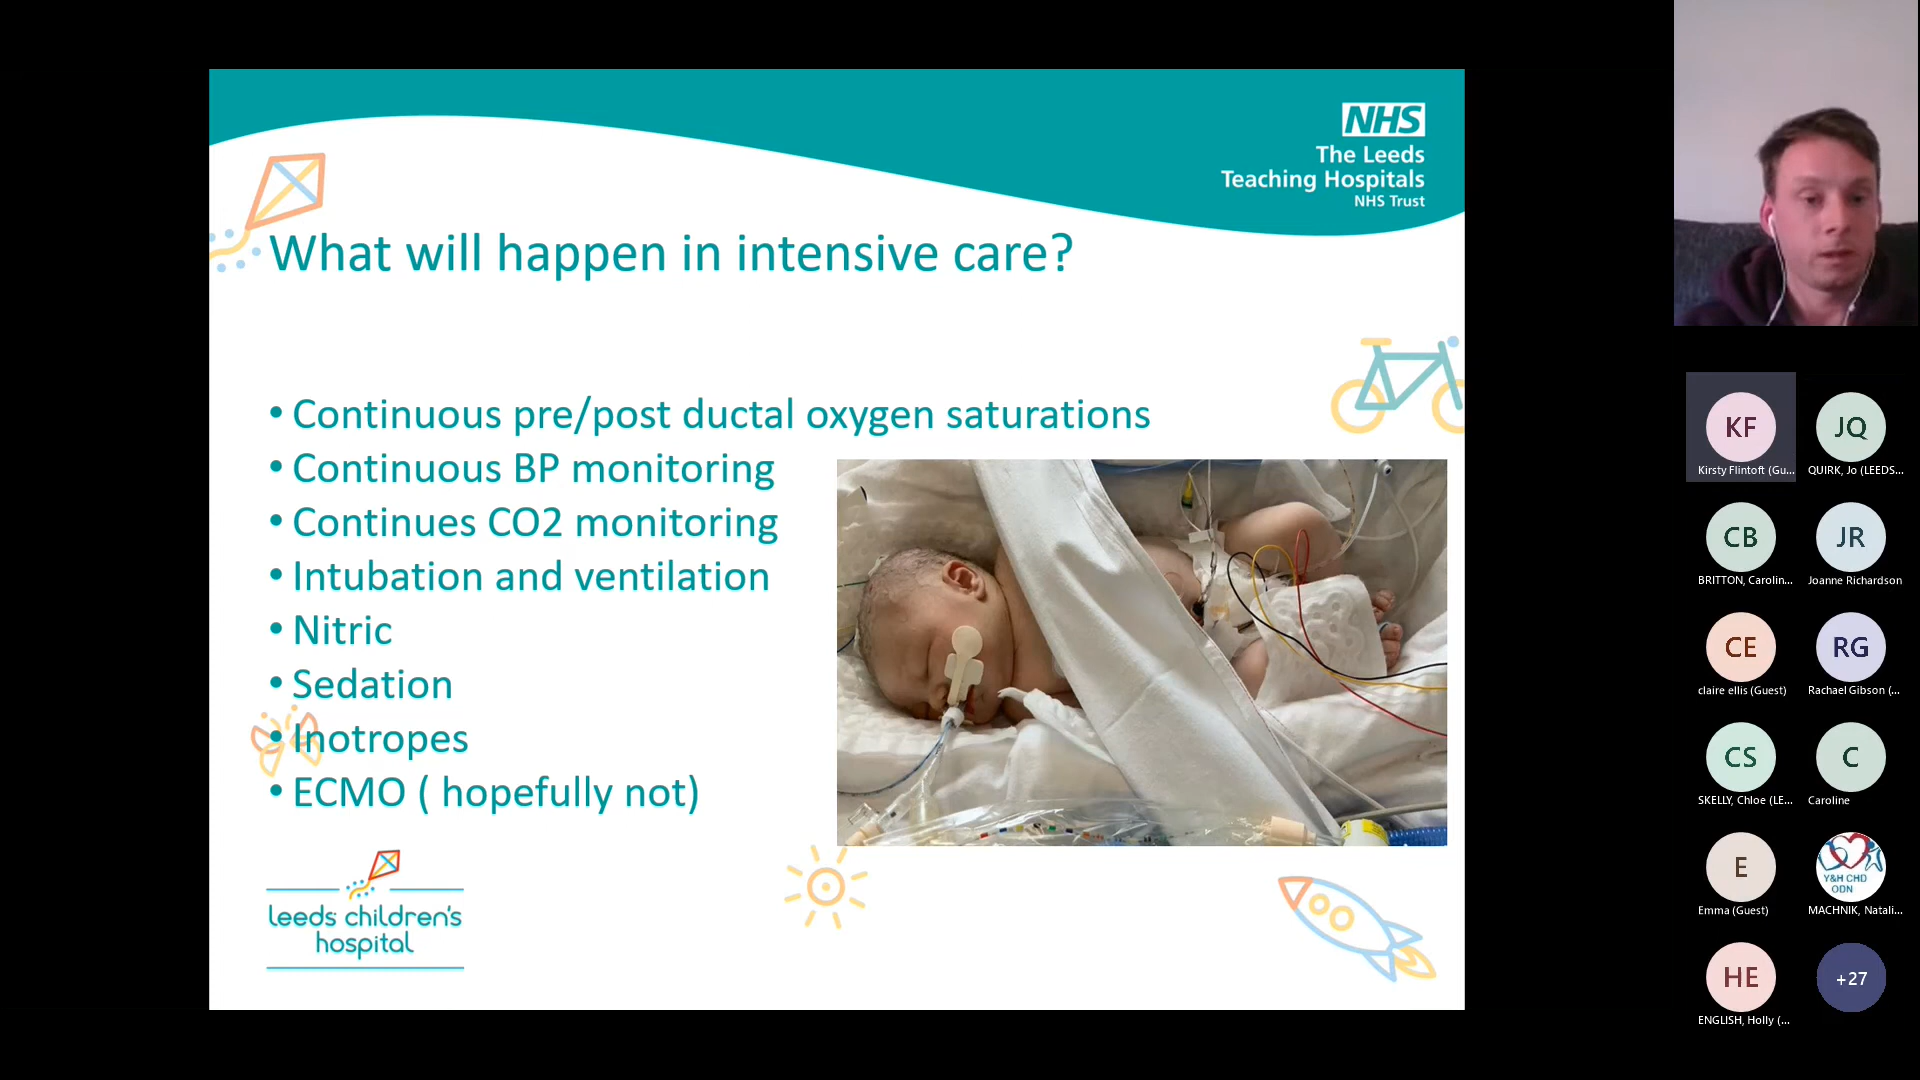 NHS
The Leeds
Teaching Hospitals
NHS Trust
What will happen in intensive care?
• Continuous pre/post ductal oxygen saturations
• Continuous BP monitoring
• Continues CO2 monitoring
• Intubation and ventilation
• Nitric
• Sedation
• Inotropes
• ECMO ( hopefully not)
leeds children's
hospital
KF
Kirsty Flintoft (Gu...
JQ
QUIRK, Jo (LEEDS...
CB
BRITTON, Carolin...
JR
Joanne Richardson
CE
claire ellis (Guest)
RG
Rachael Gibson (...
CS
SKELLY, Chloe (LE...
C
Caroline
E
Emma (Guest)
Y&H CHD
ODN
MACHNIK, Natali...
HE
ENGLISH, Holly (...
+27